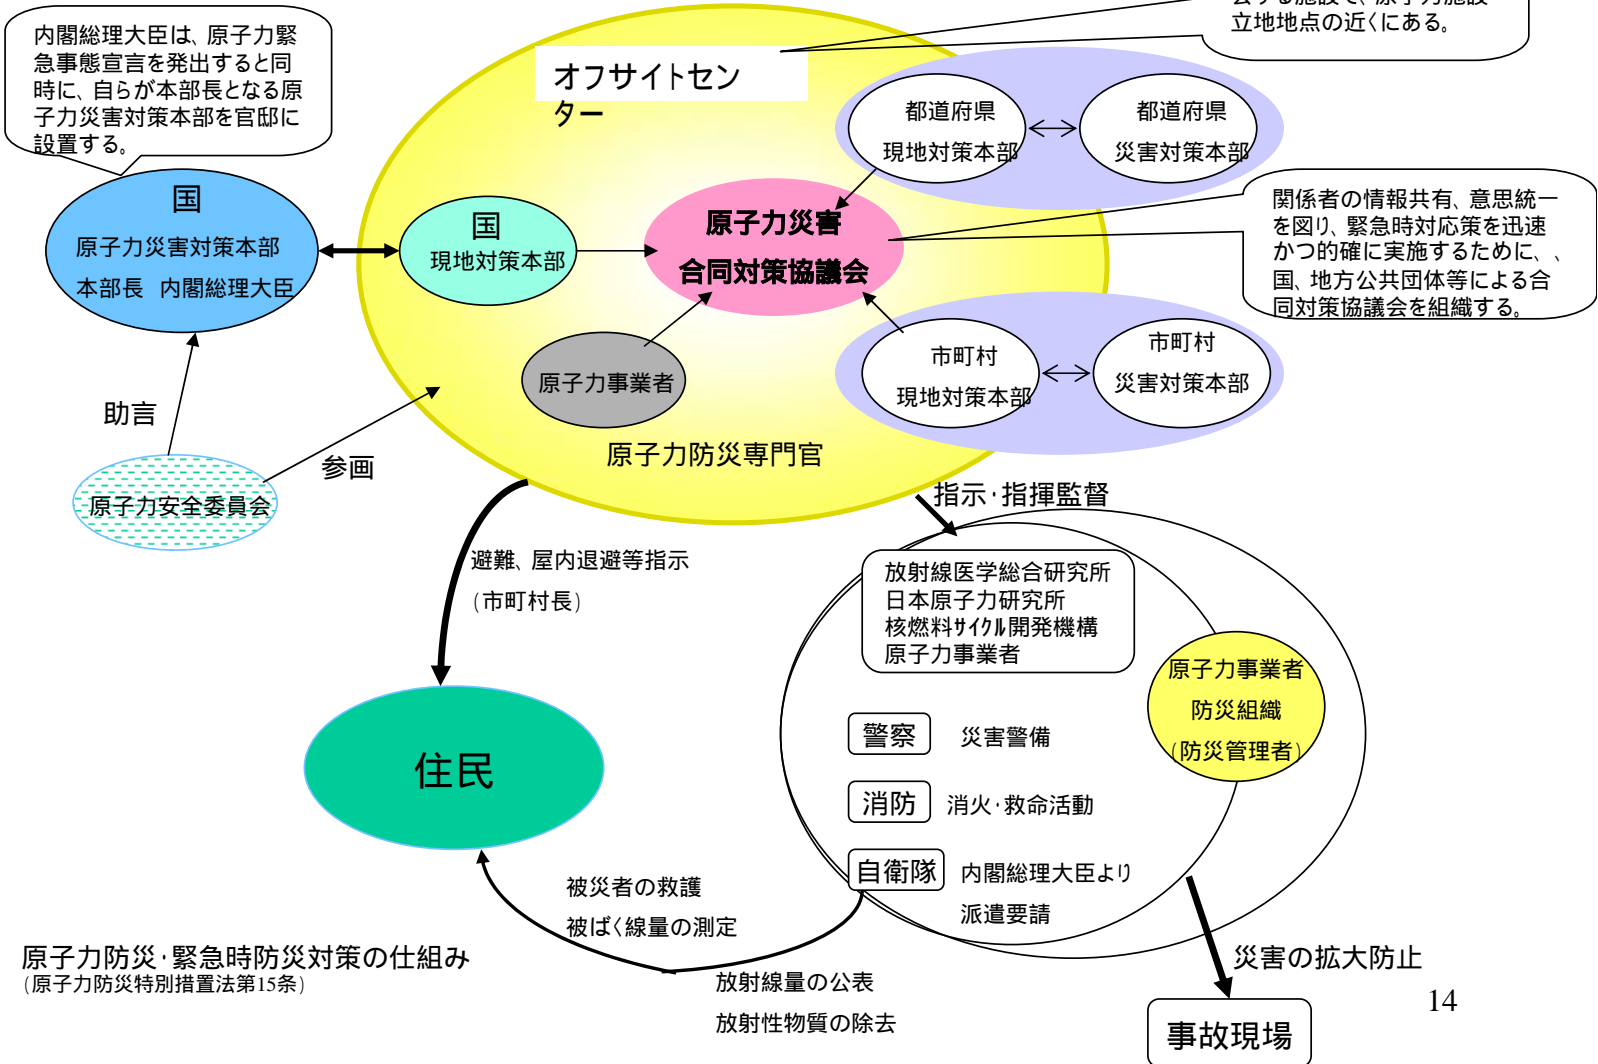 会する施設で、原子力施設
立地地点の近くにある。
内閣総理大臣は、原子力緊
急事態宣言を発出すると同
時に、自らが本部長となる原
子力災害対策本部を官邸に
設置する。
オフサイトセン
ター
都道府県
現地対策本部
都道府県
災害対策本部
国
原子力災害対策本部
本部長 内閣総理大臣
国
現地対策本部
原子力災害
合同対策協議会
関係者の情報共有、意思統一
を図り、緊急時対応策を迅速
かつ的確に実施するために、、
国、地方公共団体等による合
同対策協議会を組織する。
原子力事業者
市町村
現地対策本部
市町村
災害対策本部
助言
参画
原子力防災専門官
原子力安全委員会
指示・指揮監督
避難、屋内退避等指示
(市町村長)
放射線医学総合研究所
日本原子力研究所
核燃料サイクル開発機構
原子力事業者
原子力事業者
防災組織
(防災管理者)
警察 災害警備
消防 消火・救命活動
自衛隊 内閣総理大臣より
派遣要請
住民
被災者の救護
被ばく線量の測定
放射線量の公表
放射性物質の除去
災害の拡大防止
事故現場
原子力防災・緊急時防災対策の仕組み
(原子力防災特別措置法第15条)
14